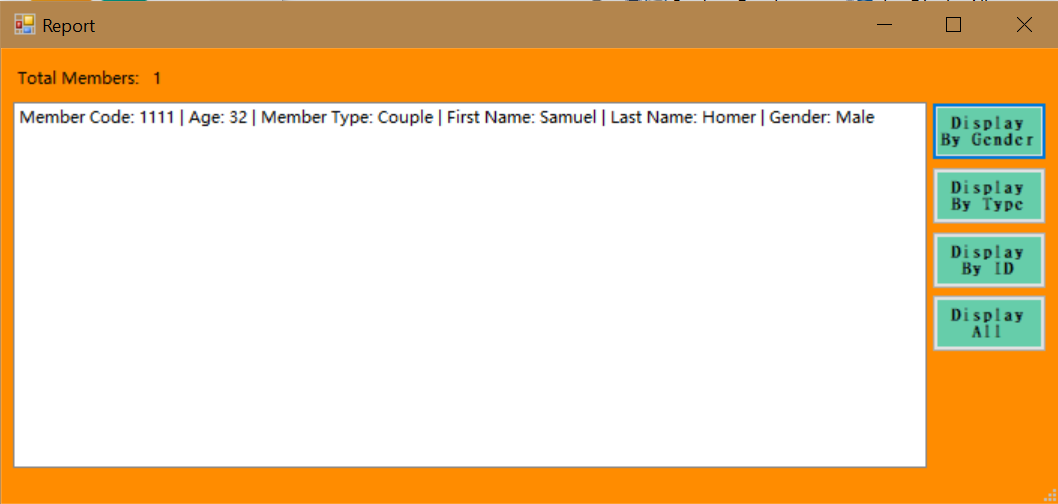 Report
Total Members: 1
Member Code: 1111 | Age: 32 | Member Type: Couple | First Name: Samuel | Last Name: Homer | Gender: Male
Display
By Gender
Display
By Type
Display
By ID
Display
All